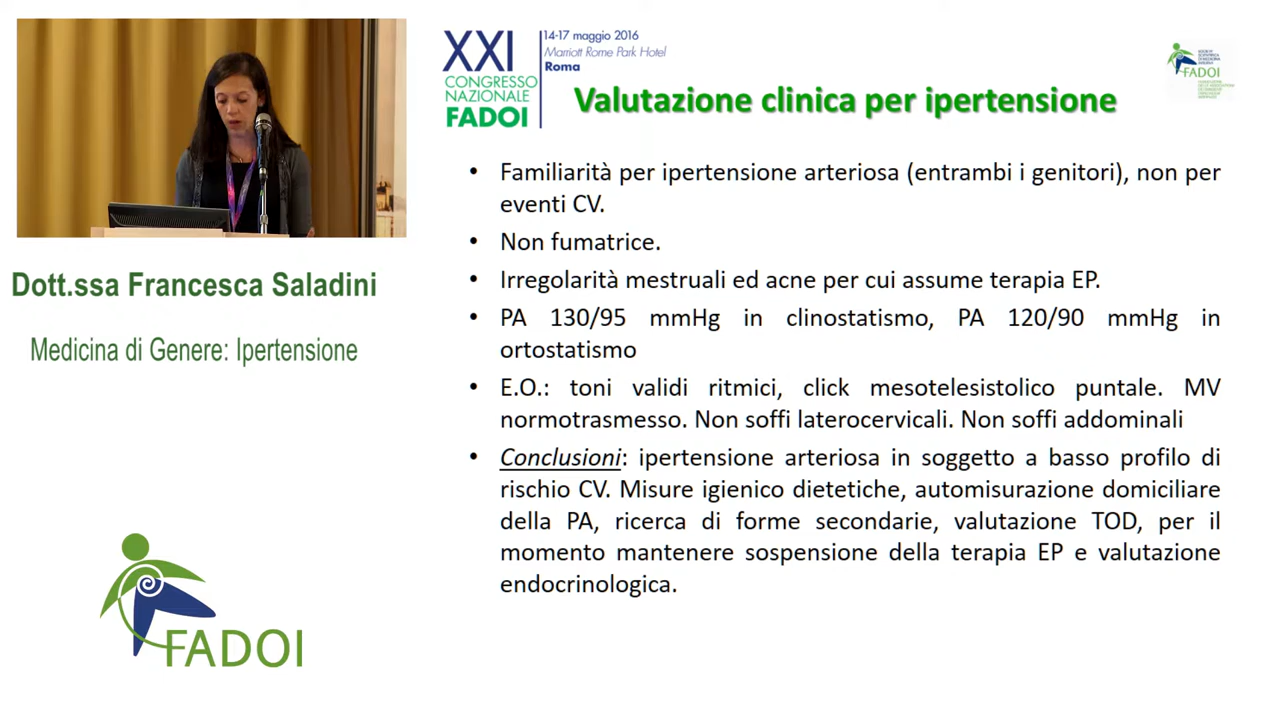 XXI
CONGRESSO
NAZIONALE
FADOI
14-17 maggio 2016
Marriott Rome Park Hotel
Roma
FADOI
Valutazione clinica per ipertensione
• Familiarità per ipertensione arteriosa (entrambi i genitori), non per
eventi CV.
• Non fumatrice.
• Irregolarità mestruali ed acne per cui assume terapia EP.
• PA 130/95 mmHg in clinostatismo, PA 120/90 mmHg in
ortostatismo
• E.O.: toni validi ritmici, click mesotelesistolico puntale. MV
normotrasmesso. Non soffi laterocervicali. Non soffi addominali
• Conclusioni: ipertensione arteriosa in soggetto a basso profilo di
rischio CV. Misure igienico dietetiche, automisurazione domiciliare
della PA, ricerca di forme secondarie, valutazione TOD, per il
momento mantenere sospensione della terapia EP e valutazione
endocrinologica.
Dott.ssa Francesca Saladini
Medicina di Genere: Ipertensione
FADOI